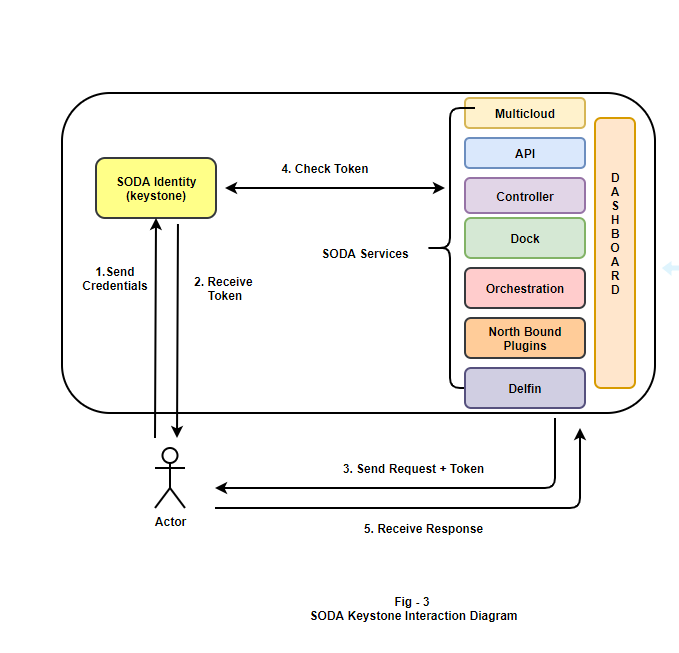 Multicloud
API
Controller
Dock
Orchestration
North Bound
Plugins
Delfin
DASHBOARD
SODA Identity
(keystone)
4. Check Token
SODA Services
1.Send
Credentials
2. Receive
Token
3. Send Request + Token
Actor
5. Receive Response
Fig - 3
SODA Keystone Interaction Diagram